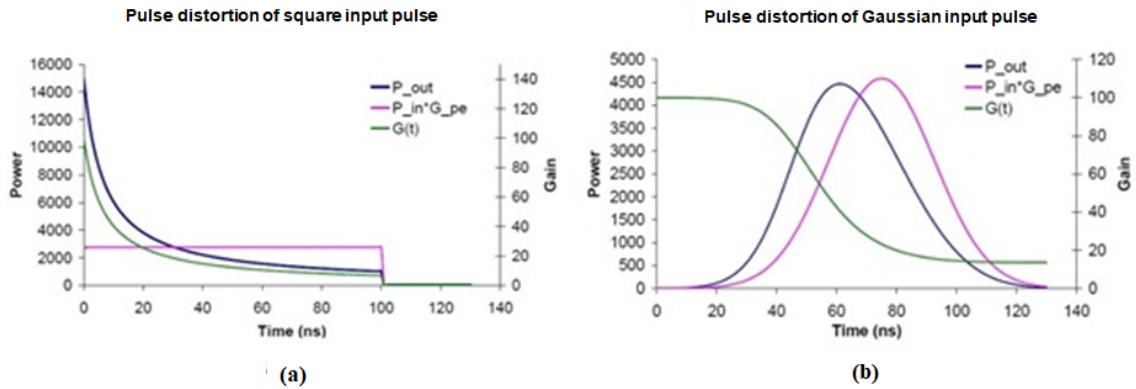 Pulse distortion of square input pulse
16000
14000
12000
10000
8000
6000
4000
2000
0
Power
0 20 40 60 80 100 120 140
Time (ns)
140
120
100
80
60
40
20
0
Gain
P_out
P_in*G_pe
G(t)
(a)
Pulse distortion of Gaussian input pulse
5000
4500
4000
3500
3000
2500
2000
1500
1000
500
0
Power
0 20 40 60 80 100 120 140
Time (ns)
120
100
80
60
40
20
0
Gain
P_out
P_in*G_pe
G(t)
(b)